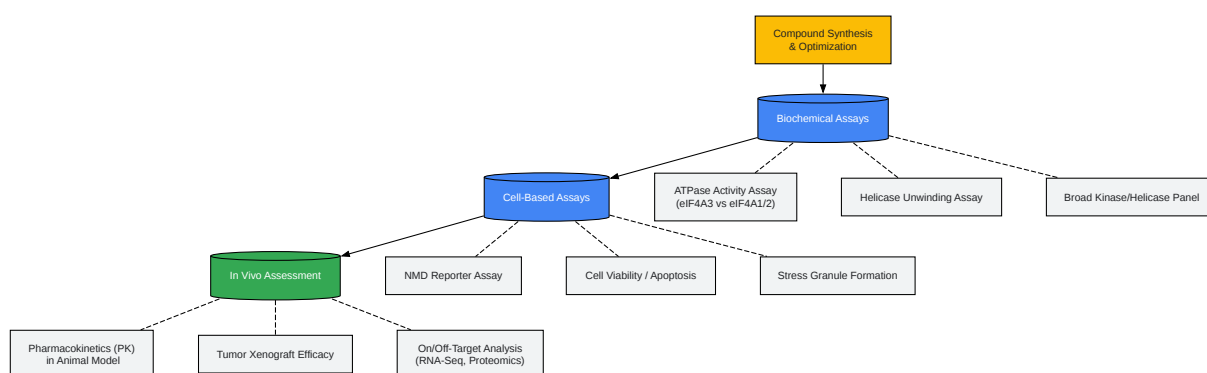 Compound Synthesis
& Optimization
Biochemical Assays
ATPase Activity Assay
(eIF4A3 vs eIF4A1/2)
Helicase Unwinding Assay
Broad Kinase/Helicase Panel
Cell-Based Assays
NMD Reporter Assay
Cell Viability / Apoptosis
Stress Granule Formation
In Vivo Assessment
Pharmacokinetics (PK)
in Animal Model
Tumor Xenograft Efficacy
On/Off-Target Analysis
(RNA-Seq, Proteomics)